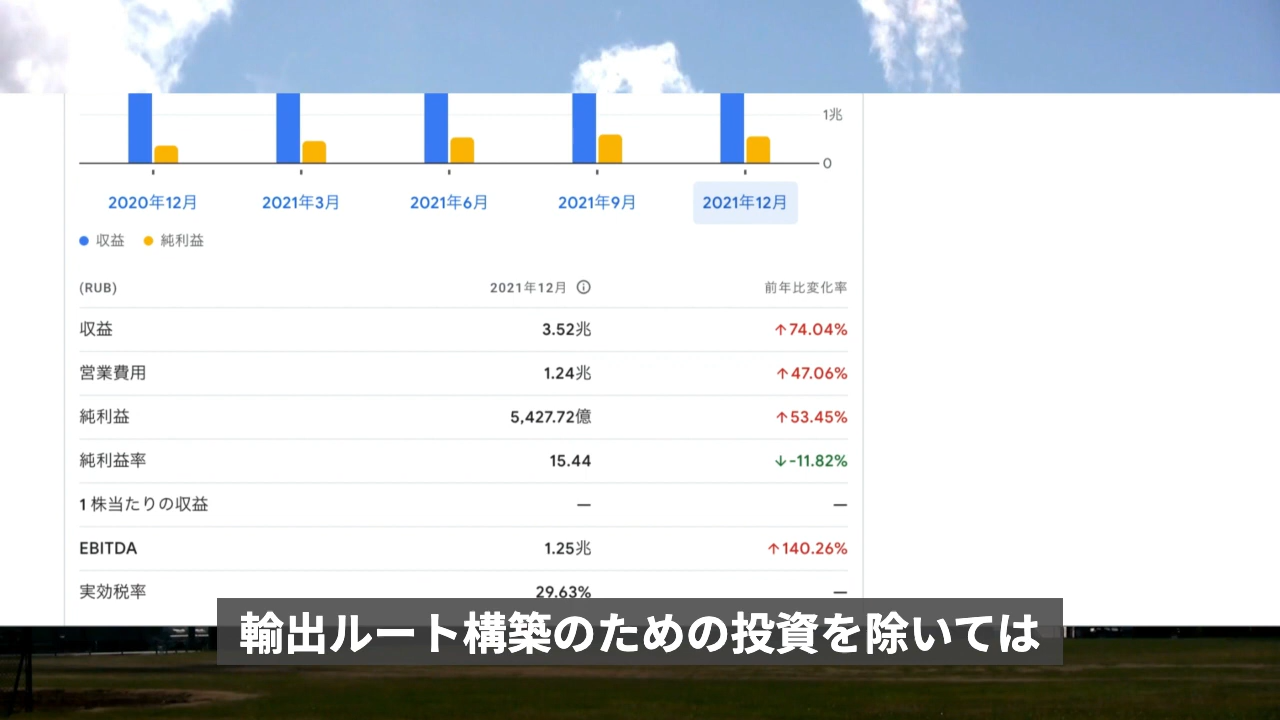 1兆
0
2020年12月 2021年3月 2021年6月 2021年9月 2021年12月
収益 純利益
(RUB) 2021年12月 前年比変化率
収益 3.52兆 ↑74.04%
営業費用 1.24兆 ↑47.06%
純利益 5,427.72億 ↑53.45%
純利益率 15.44 ↓-11.82%
1 株当たりの収益 — —
EBITDA 1.25兆 ↑140.26%
実効税率 29.63% —
輸出ルート構築のための投資を除いては